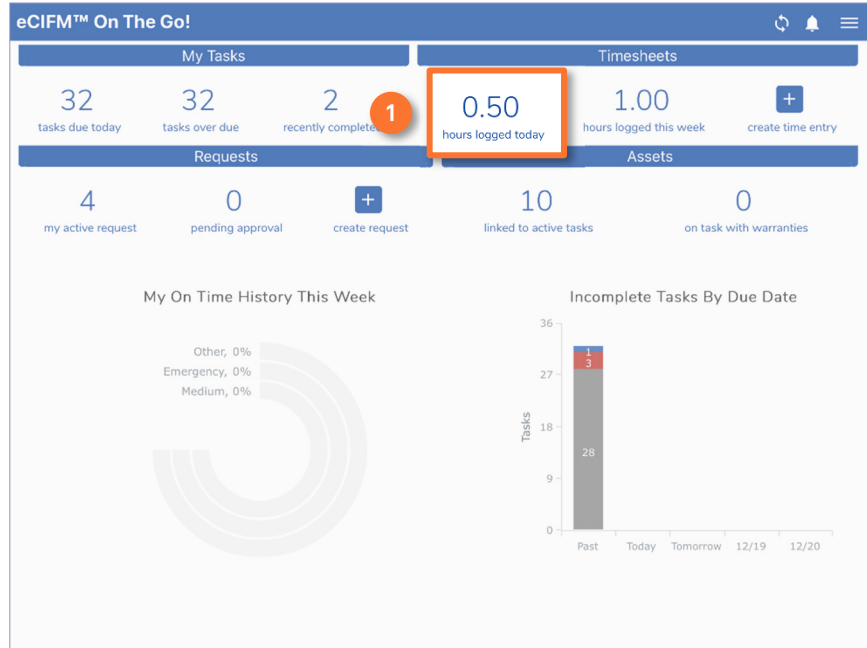 eCIFM™ On The Go!
My Tasks
Timesheets
32
32
2
1
0.50
1.00
+
tasks due today
tasks over due
recently completed
hours logged today
hours logged this week
create time entry
Requests
Assets
4
0
+
10
0
my active request
pending approval
create request
linked to active tasks
on task with warranties
My On Time History This Week
Other, 0%
Emergency, 0%
Medium, 0%
Incomplete Tasks By Due Date
Tasks
36
27
18
9
0
1
3
28
Past
Today
Tomorrow
12/19
12/20